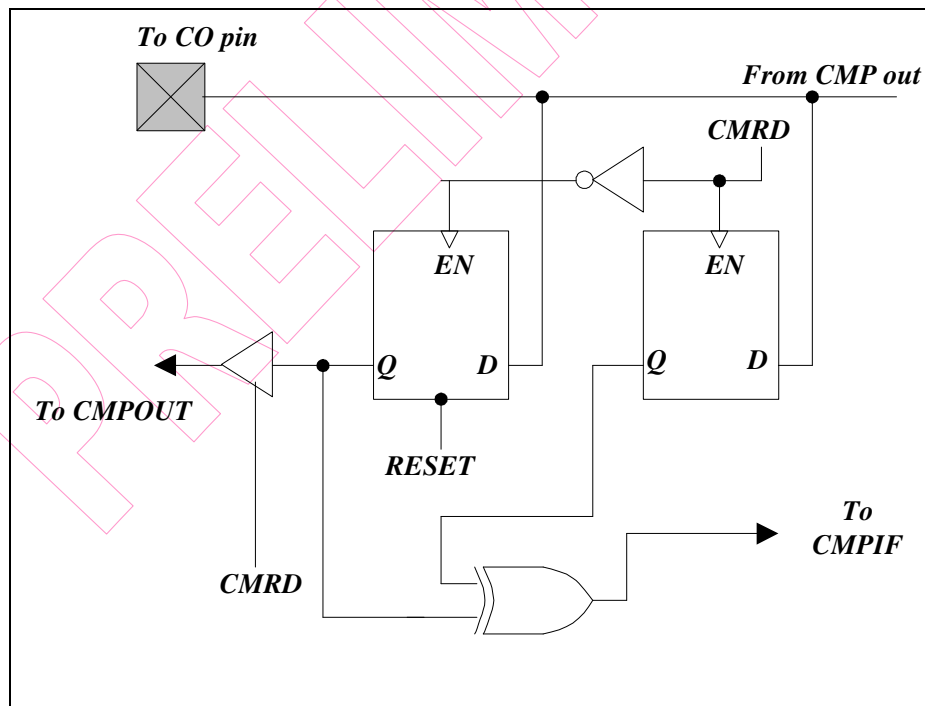 To CO pin
From CMP out
CMRD
EN
EN
Q
D
Q
D
To CMPOUT
RESET
To
CMPIF
CMRD
PRELIM